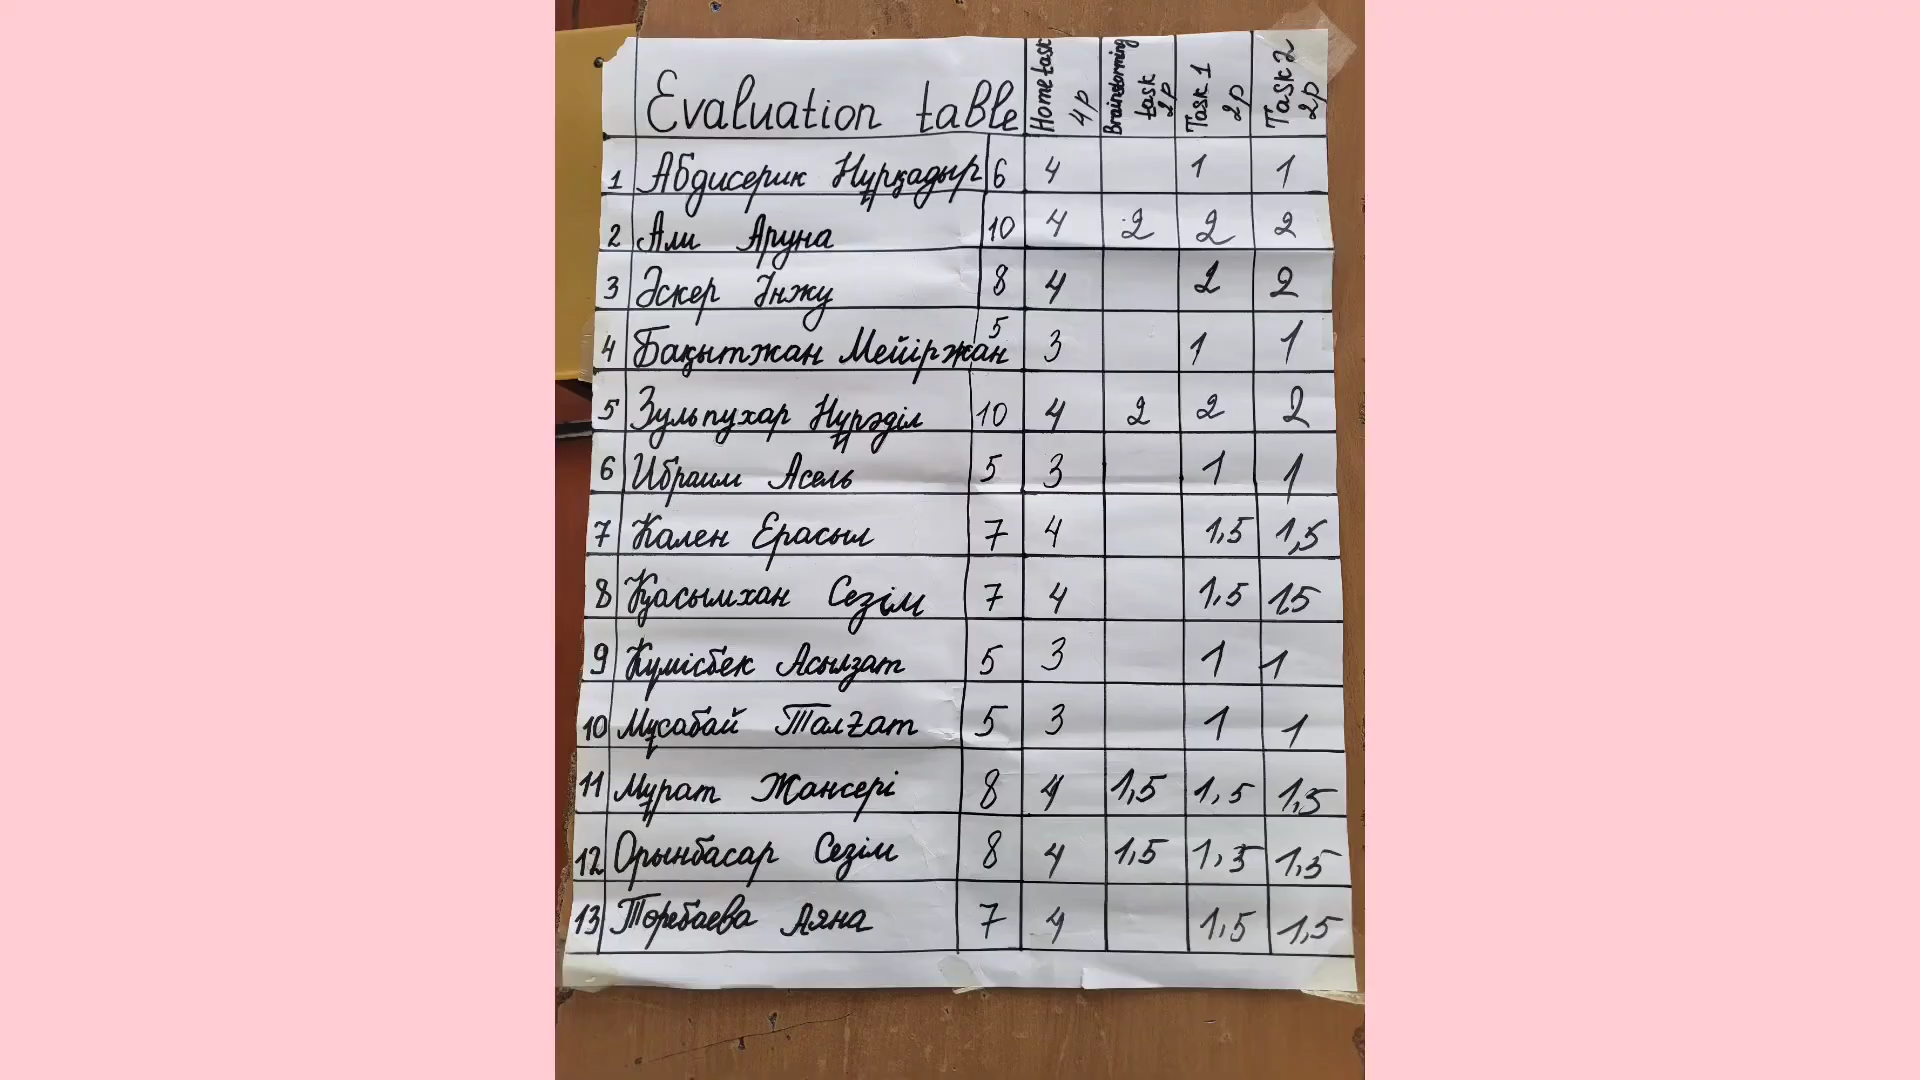 Evaluation table Home task 4p Brainstorming task 2p Task 1 2p Task 2 2p
1 Абдисерик Нұрқадыр 6 4 1 1
2 Али Аруна 10 4 2 2 2
3 Әскер Інжу 8 4 2 2
4 Бақытжан Мейіржан 5 3 1 1
5 Зульпухар Нұрәділ 10 4 2 2 2
6 Ибраим Асель 5 3 1 1
7 Кален Ерасыл 7 4 1,5 1,5
8 Қасымхан Сезім 7 4 1,5 15
9 Күмісбек Асылзат 5 3 1 1
10 Мұсабай Талғат 5 3 1 1
11 Мұрат Жансері 8 4 1,5 1,5 1,5
12 Орынбасар Сезім 8 4 1,5 1,5 1,5
13 Төребаева Аяна 7 4 1,5 1,5